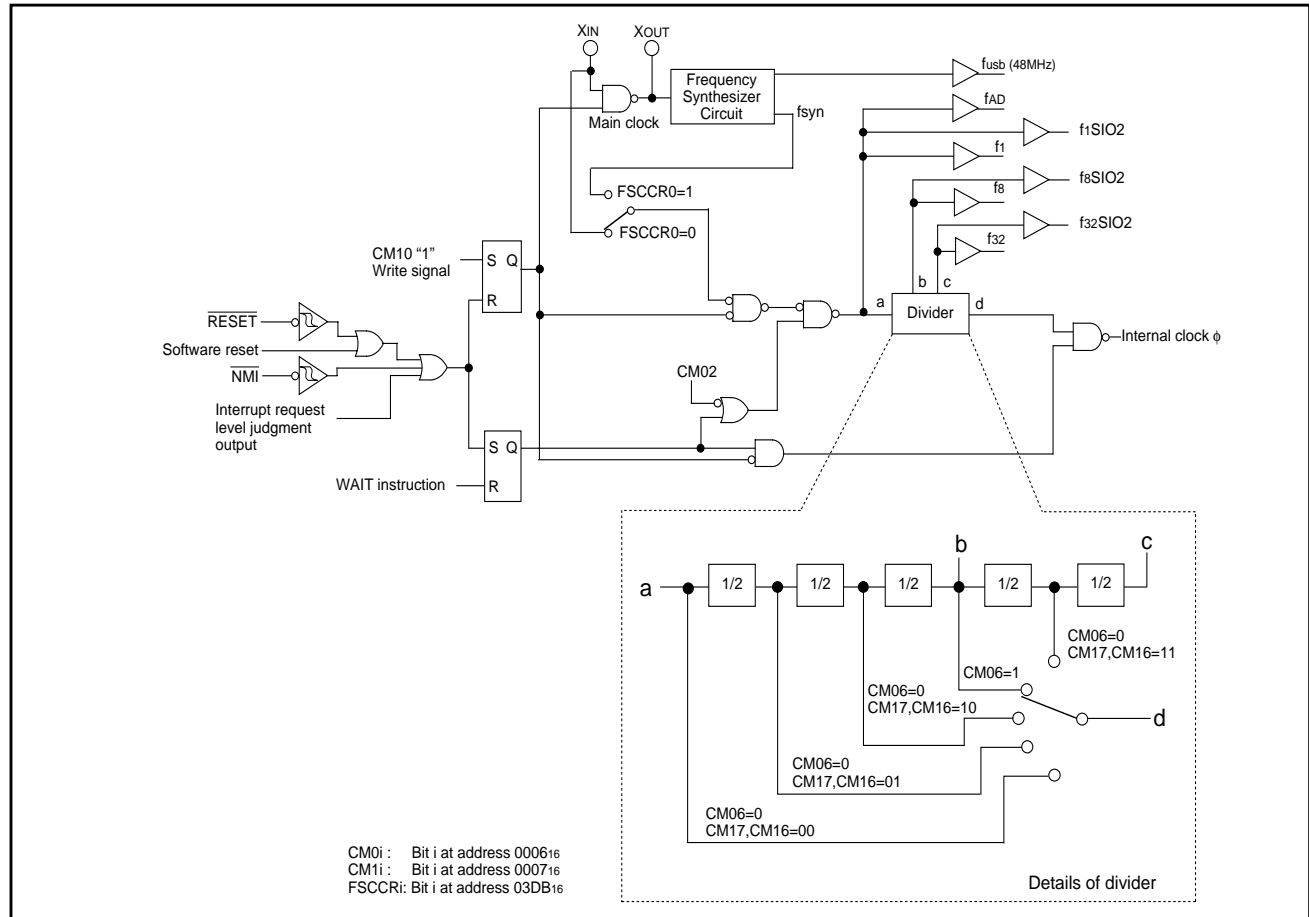 XIN
XOUT
Frequency
Synthesizer
Circuit
fusb (48MHz)
fAD
fsyn
Main clock
f1SIO2
f1
f8SIO2
f8
f32SIO2
f32
FSCCR0=1
FSCCR0=0
CM10 “1”
Write signal
S Q
R
b c
a
Divider
d
RESET
Software reset
NMI
Internal clock ϕ
CM02
Interrupt request
level judgment
output
S Q
R
WAIT instruction
b
c
a
1/2
1/2
1/2
1/2
1/2
CM06=0
CM17,CM16=11
CM06=1
CM06=0
CM17,CM16=10
d
CM06=0
CM17,CM16=01
CM06=0
CM17,CM16=00
CM0i : Bit i at address 000616
CM1i : Bit i at address 000716
FSCCRi: Bit i at address 03DB16
Details of divider